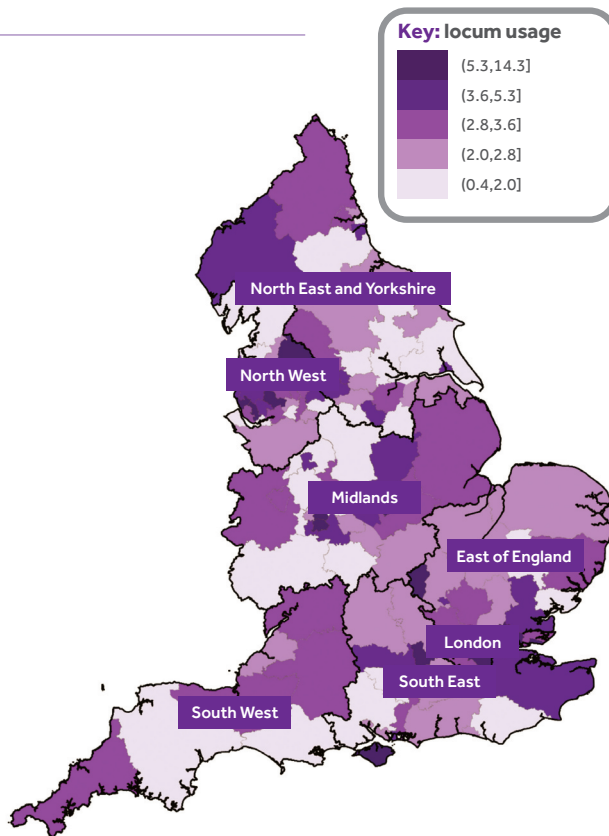 Key: locum usage
(5.3,14.3]
(3.6,5.3]
(2.8,3.6]
(2.0,2.8]
(0.4,2.0]
North East and Yorkshire
North West
Midlands
East of England
London
South East
South West